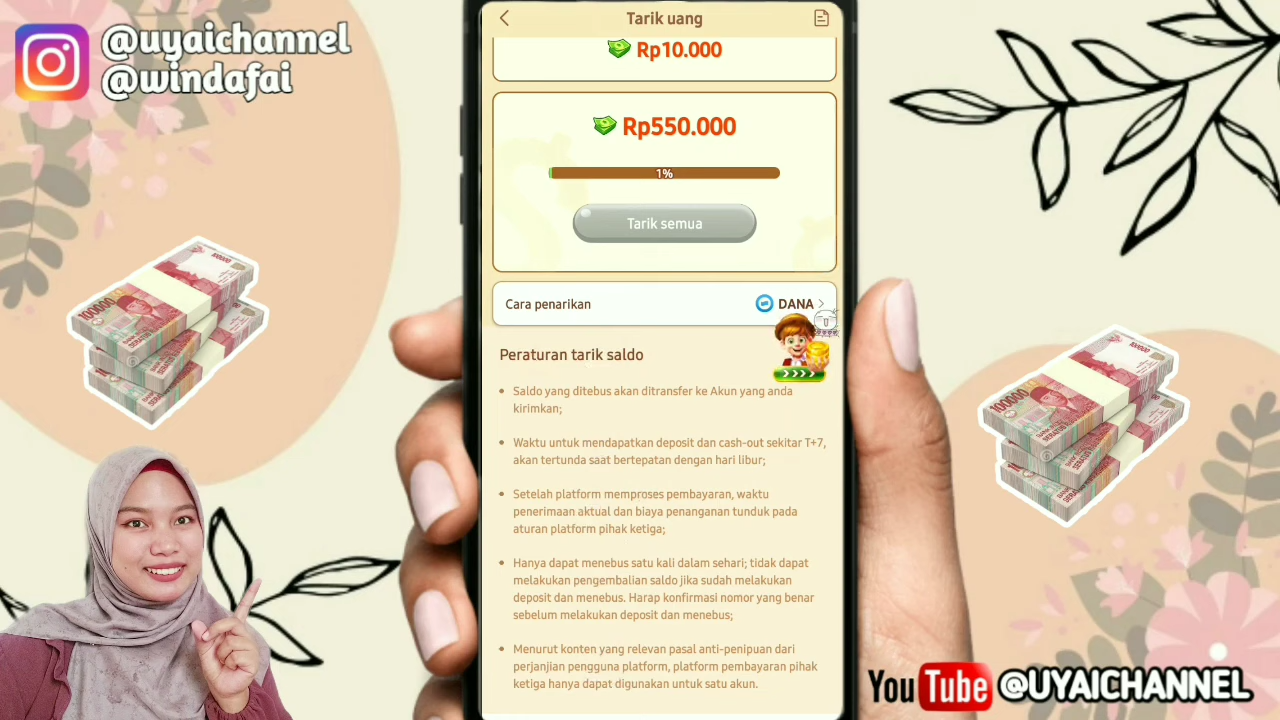 @uyaichannel
@windafai
Tarik uang
Rp10.000
Rp550.000
1%
Tarik semua
Cara penarikan
DANA
Peraturan tarik saldo
Saldo yang ditebus akan ditransfer ke Akun yang anda
kirimkan;
Waktu untuk mendapatkan deposit dan cash-out sekitar T+7,
akan tertunda saat bertepatan dengan hari libur;
Setelah platform memproses pembayaran, waktu
penerimaan aktual dan biaya penanganan tunduk pada
aturan platform pihak ketiga;
Hanya dapat menebus satu kali dalam sehari; tidak dapat
melakukan pengembalian saldo jika sudah melakukan
deposit dan menebus. Harap konfirmasi nomor yang benar
sebelum melakukan deposit dan menebus;
Menurut konten yang relevan pasal anti-penipuan dari
perjanjian pengguna platform, platform pembayaran pihak
ketiga hanya dapat digunakan untuk satu akun.
100000
100000
100000
100000
YouTube @UYAICHANNEL